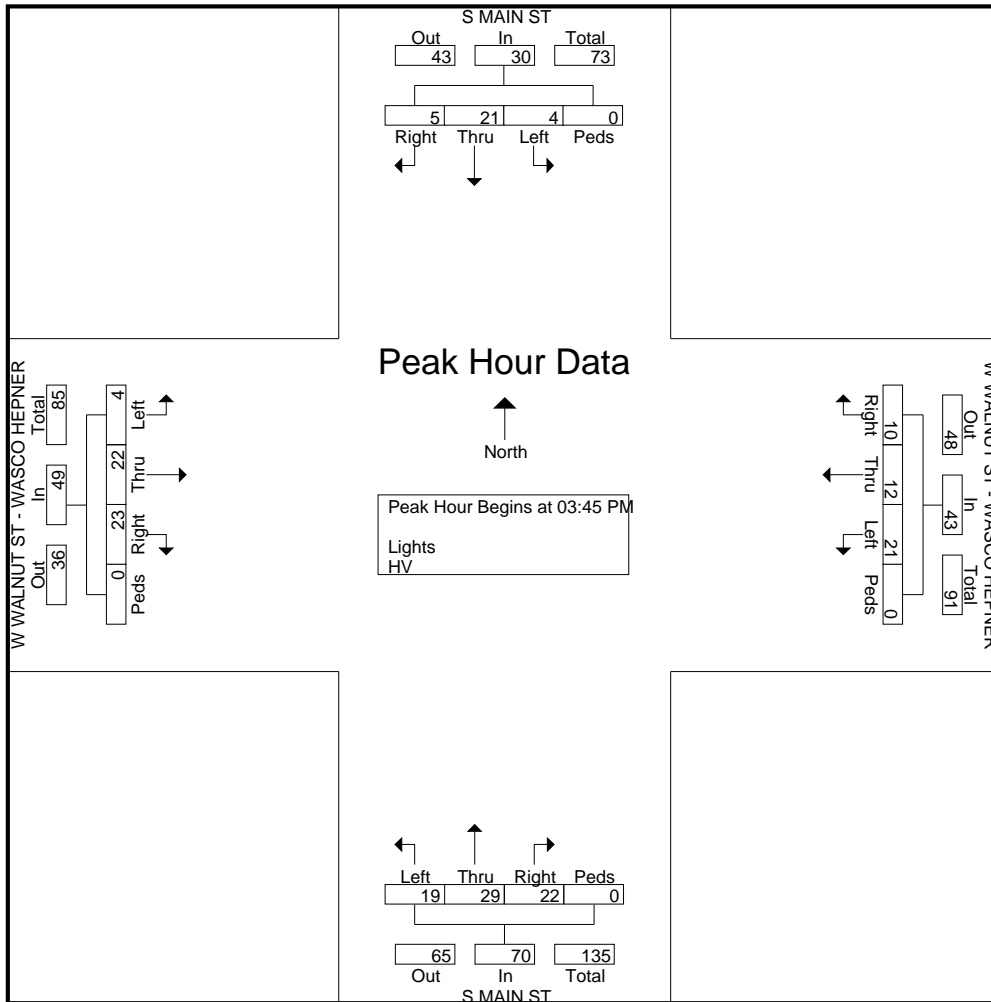 S MAIN ST
Out In Total
43 30 73
5 21 4 0
Right Thru Left Peds
Peak Hour Data
North
Peak Hour Begins at 03:45 PM
Lights
HV
W WALNUT ST - WASCO HEPNER
Total In Out
85 49 36
4 22 23 0
Left Thru Right Peds
W WALNUT ST - WASCO HEPNER
Out In Total
48 43 91
10 12 21 0
Right Thru Left Peds
Left Thru Right Peds
19 29 22 0
65 70 135
Out In Total
S MAIN ST